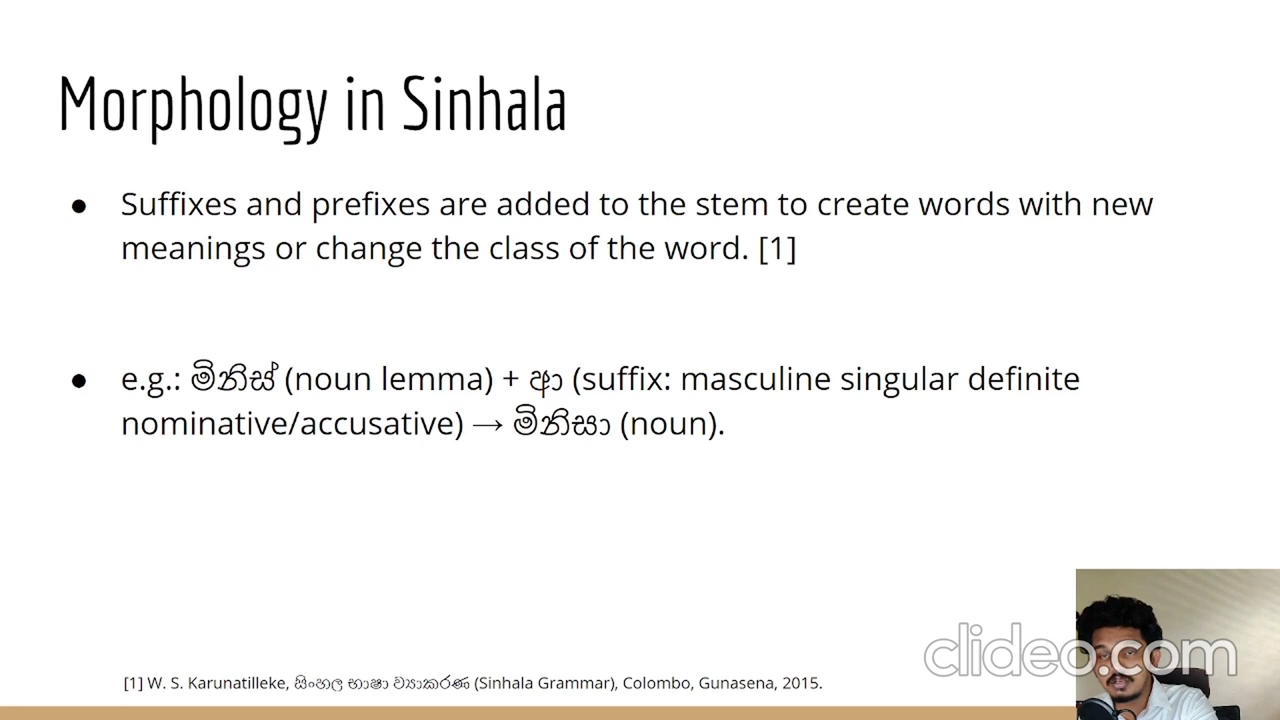 Morphology in Sinhala
● Suffixes and prefixes are added to the stem to create words with new
meanings or change the class of the word. [1]
● e.g.: මිනිස් (noun lemma) + ආ (suffix: masculine singular definite
nominative/accusative) → මිනිසා (noun).
clideo.com
[1] W. S. Karunatilleke, සිංහල භාෂා ව්‍යාකරණ (Sinhala Grammar), Colombo, Gunasena, 2015.